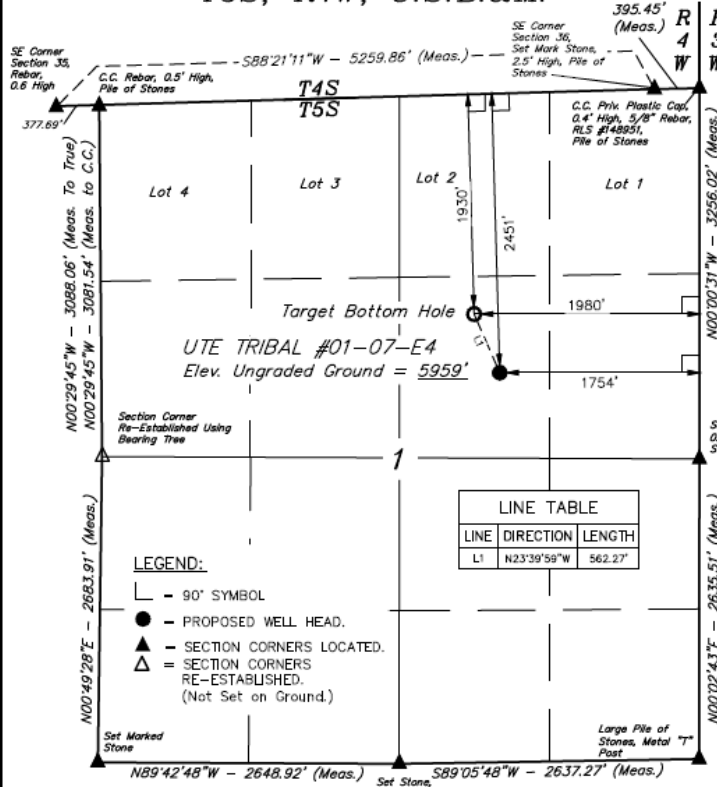 395.45'
(Meas.)
R
4
W
SE Corner
Section 36,
Set Mark Stone,
2.5' High, Pile of
Stones
SE Corner
Section 35,
Rebar,
0.6 High
S88°21'11"W - 5259.86' (Meas.)
C.C. Rebar, 0.5' High,
Pile of Stones
T4S
T5S
377.69'
C.C. Priv. Plastic Cap,
0.4' High, 5/8" Rebar,
RLS #148951,
Pile of Stones
Lot 4
Lot 3
Lot 2
Lot 1
N00°29'45"W - 3088.06' (Meas. To True)
N00°29'45"W - 3081.54' (Meas. to C.C.)
1930'
2451'
N00°00'31"W - 3256.02' (Meas.)
Target Bottom Hole
1980'
L1
UTE TRIBAL #01-07-E4
Elev. Ungraded Ground = 5959'
1754'
Section Corner
Re-Established Using
Bearing Tree
1
LINE TABLE
LINE DIRECTION LENGTH
L1 N23°39'59"W 562.27'
LEGEND:
- 90° SYMBOL
- PROPOSED WELL HEAD.
- SECTION CORNERS LOCATED.
= SECTION CORNERS
RE-ESTABLISHED.
(Not Set on Ground.)
N00°49'28"E - 2683.91' (Meas.)
N00°02'43"E - 2635.51' (Meas.)
Set Marked
Stone
Large Pile of
Stones, Metal "T"
Post
N89°42'48"W - 2648.92' (Meas.)
Set Stone,
S89°05'48"W - 2637.27' (Meas.)